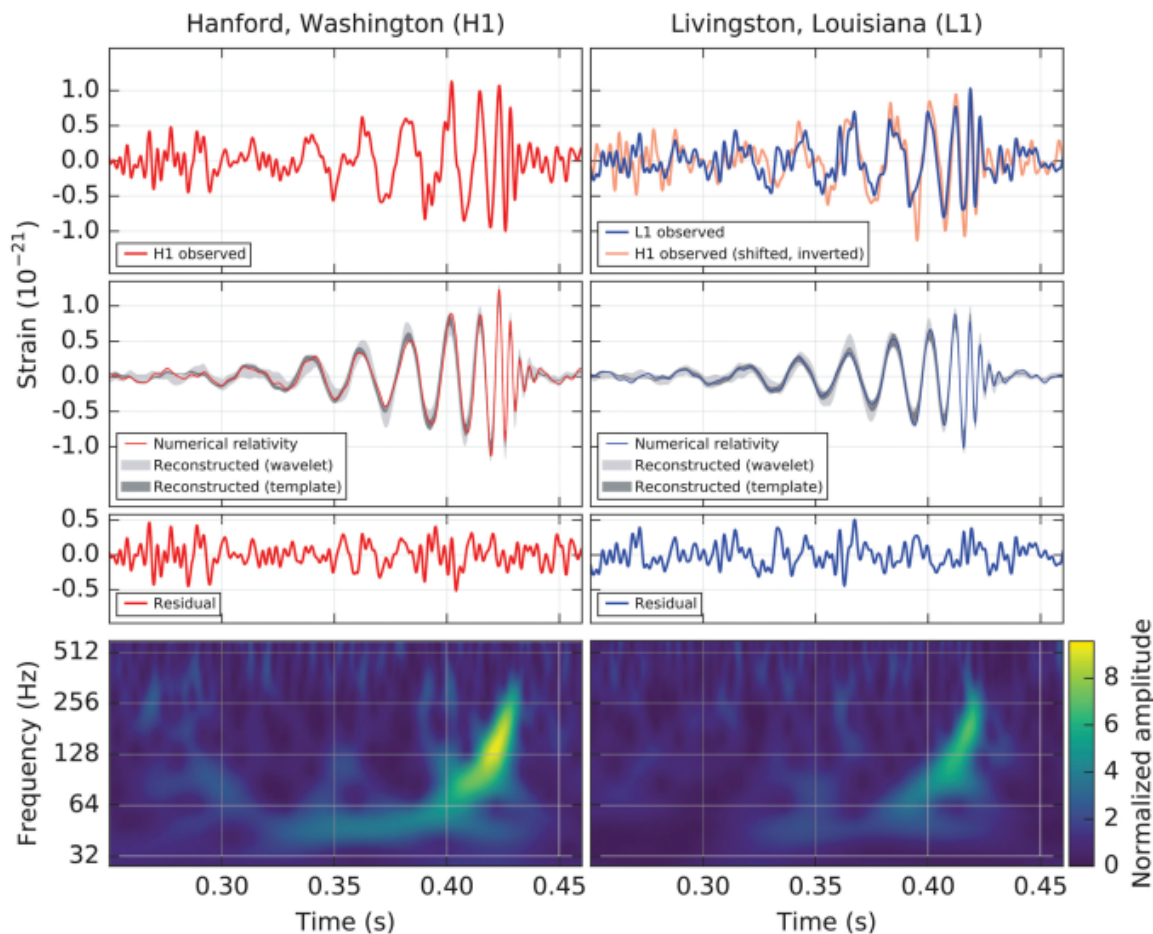 Hanford, Washington (H1)
Livingston, Louisiana (L1)
Strain (10⁻²¹)
1.0
0.5
0.0
-0.5
-1.0
H1 observed
L1 observed
H1 observed (shifted, inverted)
1.0
0.5
0.0
-0.5
-1.0
Numerical relativity
Reconstructed (wavelet)
Reconstructed (template)
Numerical relativity
Reconstructed (wavelet)
Reconstructed (template)
0.5
0.0
-0.5
Residual
Residual
Frequency (Hz)
512
256
128
64
32
Normalized amplitude
8
6
4
2
0
0.30 0.35 0.40 0.45
0.30 0.35 0.40 0.45
Time (s)
Time (s)